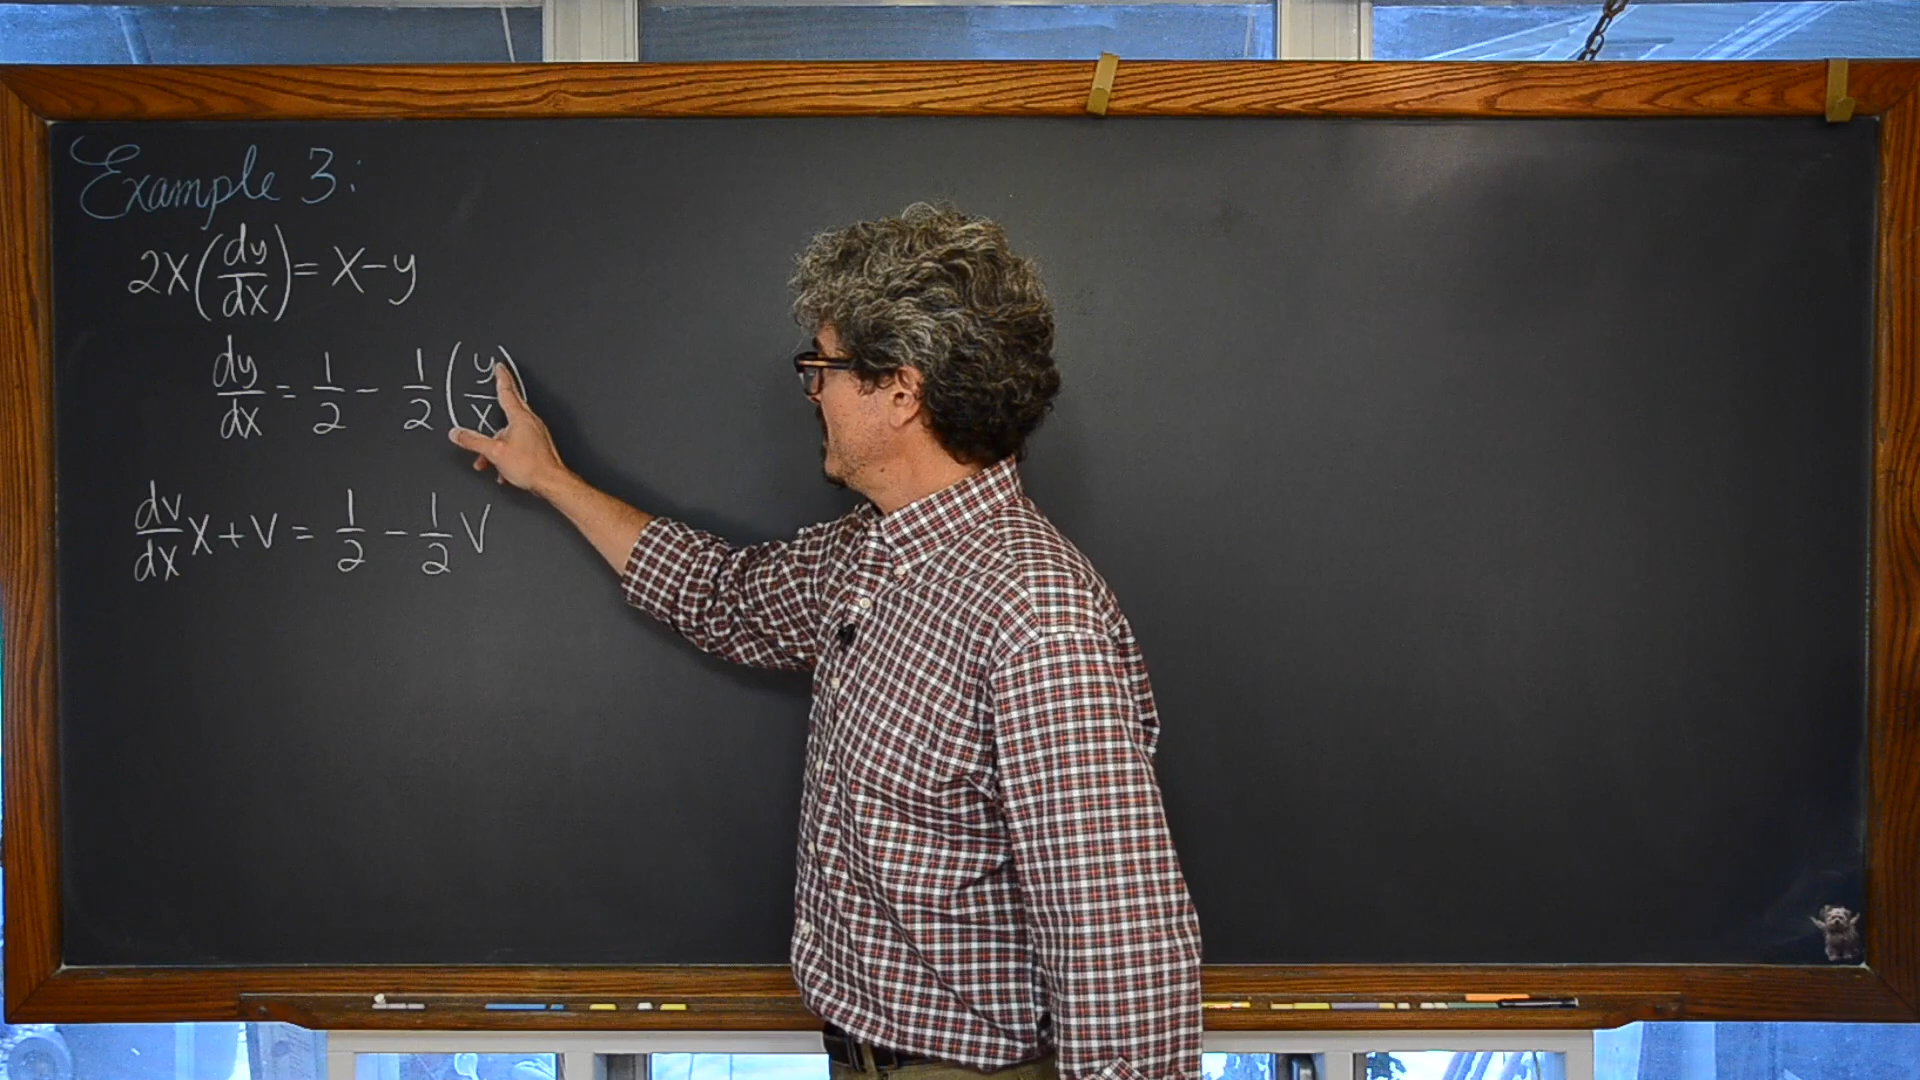 Example 3:
2x(dy/dx) = x-y
dy/dx = 1/2 - 1/2 (y/x)
dv/dx x + v = 1/2 - 1/2 v